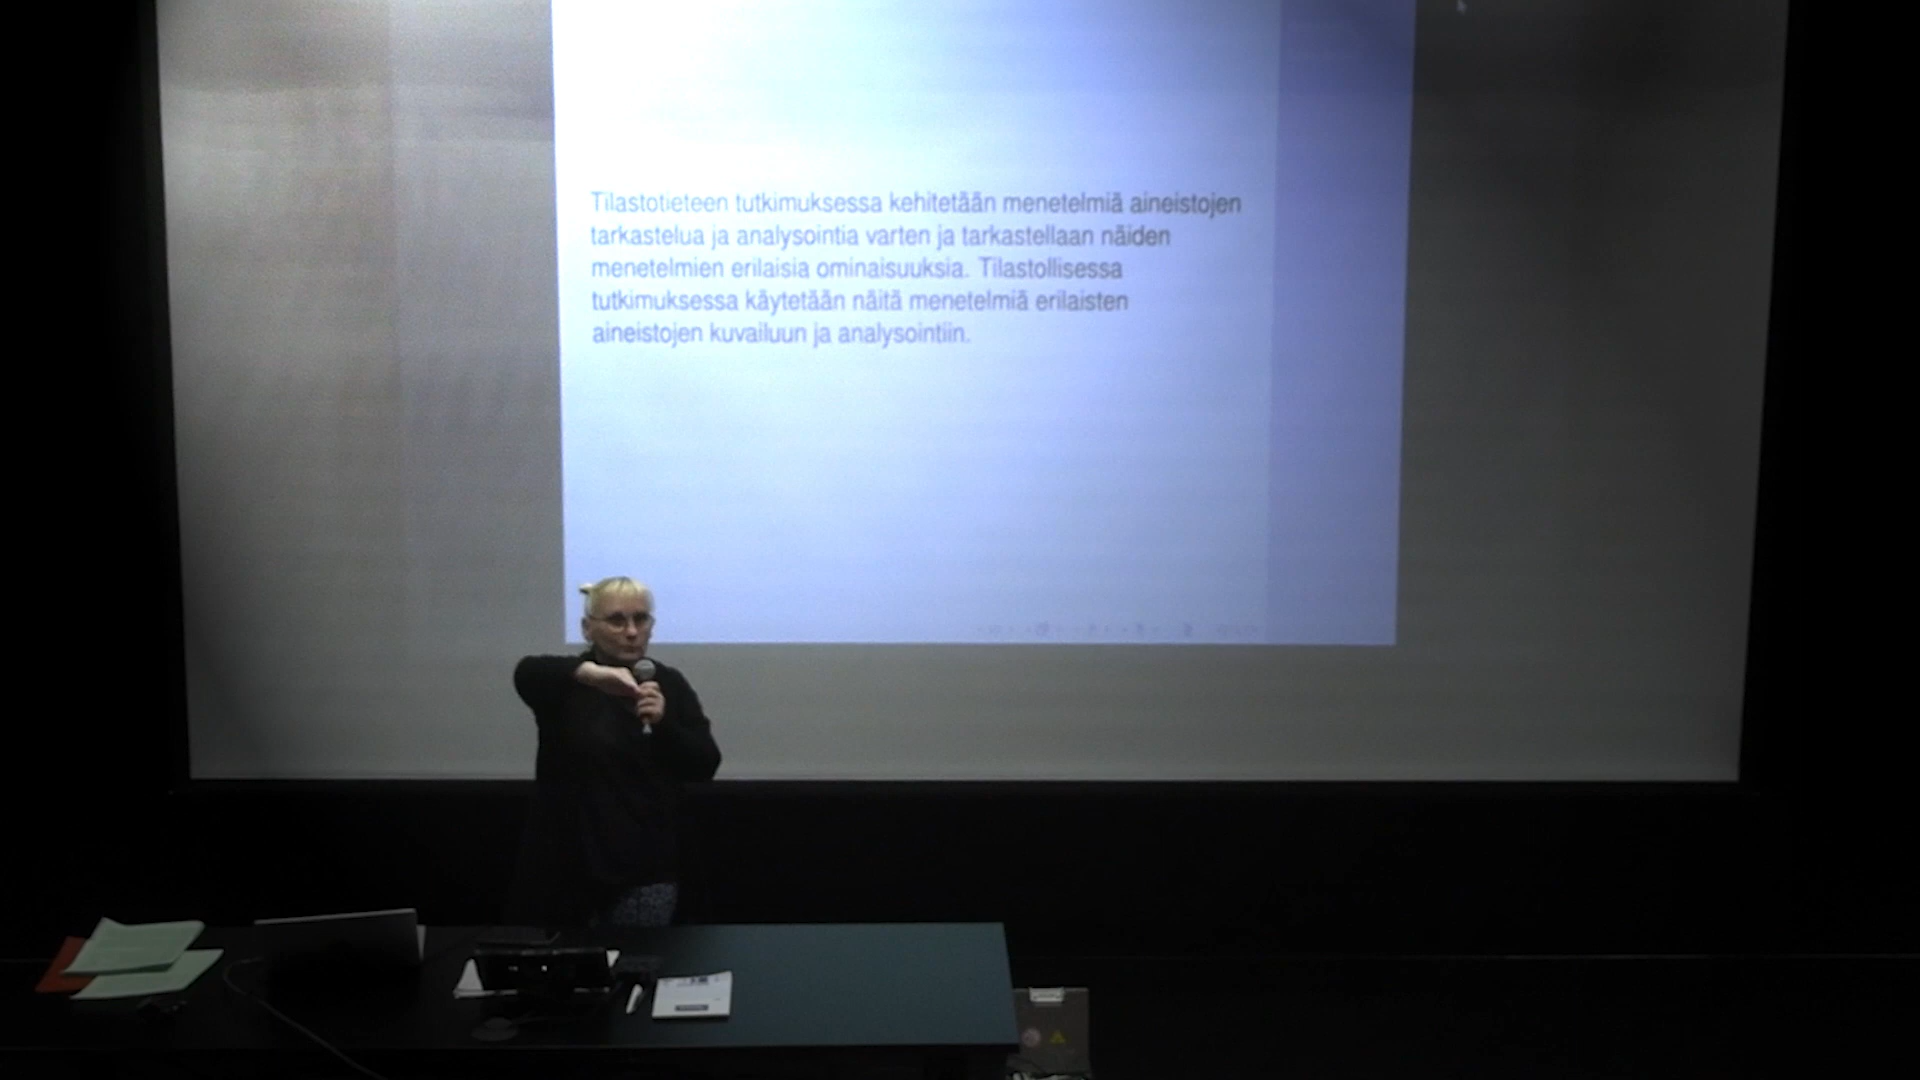 Tilastotieteen tutkimuksessa kehitetään menetelmiä aineistojen
tarkastelua ja analysointia varten ja tarkastellaan näiden
menetelmien erilaisia ominaisuuksia. Tilastollisessa
tutkimuksessa käytetään näitä menetelmiä erilaisten
aineistojen kuvailuun ja analysointiin.